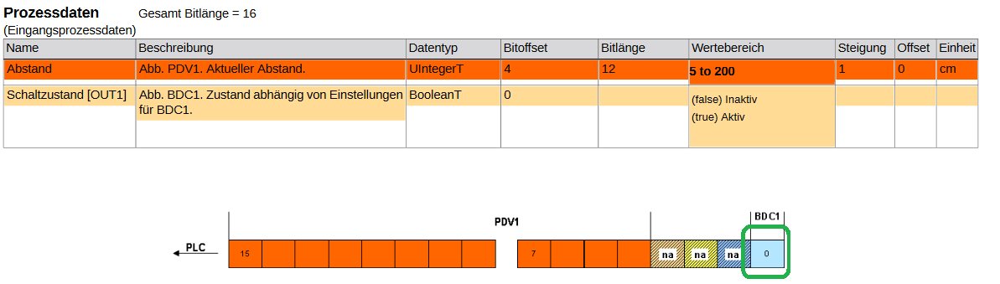 Prozessdaten Gesamt Bitlänge = 16
(Eingangsprozessdaten)
Name Beschreibung Datentyp Bitoffset Bitlänge Wertebereich Steigung Offset Einheit
Abstand Abb. PDV1. Aktueller Abstand. UIntegerT 4 12 5 to 200 1 0 cm
Schaltzustand [OUT1] Abb. BDC1. Zustand abhängig von Einstellungen BooleanT 0 (false) Inaktiv
für BDC1. (true) Aktiv
BDC1
PDV1
PLC 15 7 na na na 0